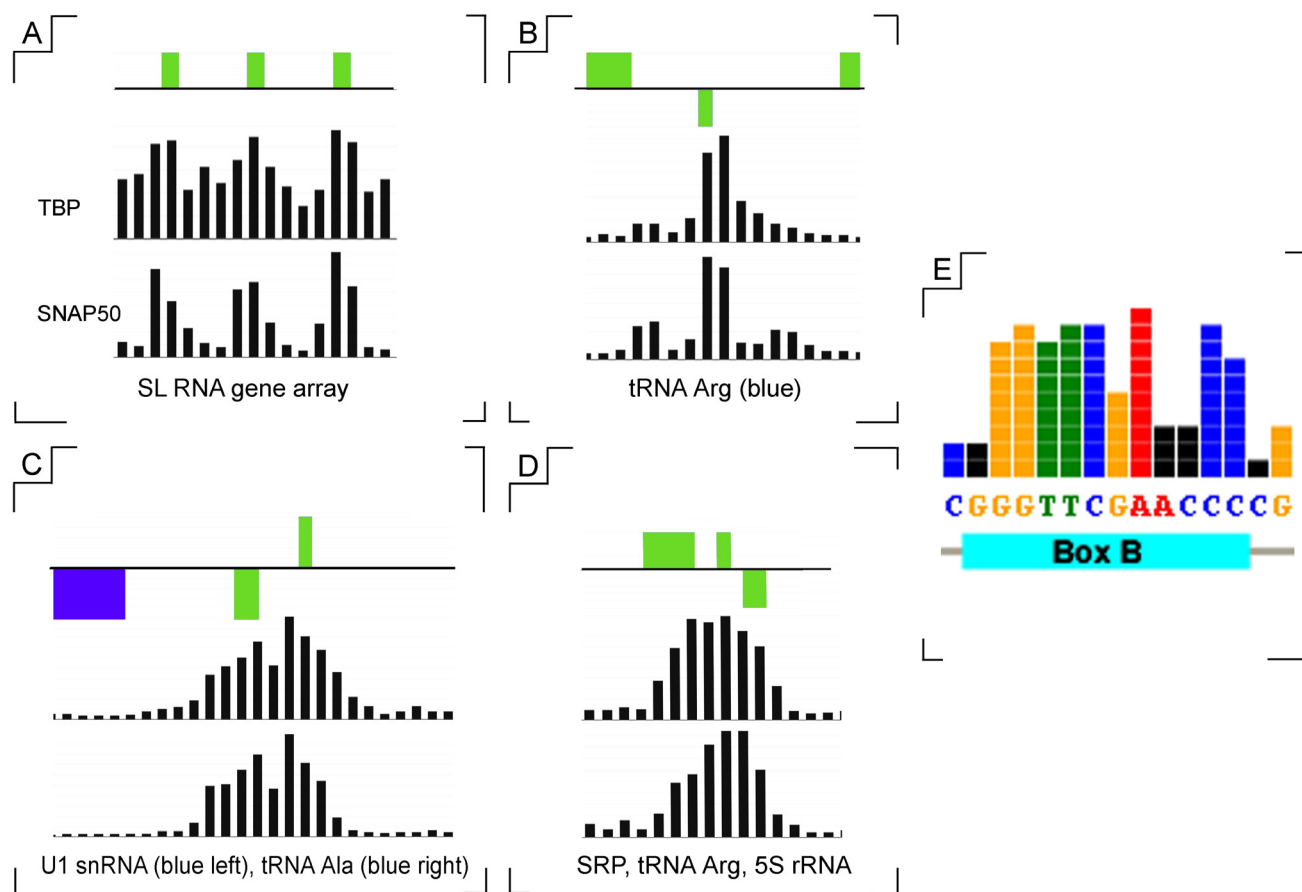 A
TBP
SNAP50
SL RNA gene array
B
tRNA Arg (blue)
C
U1 snRNA (blue left), tRNA Ala (blue right)
D
SRP, tRNA Arg, 5S rRNA
E
CGGGTTCGAACCCCG
Box B